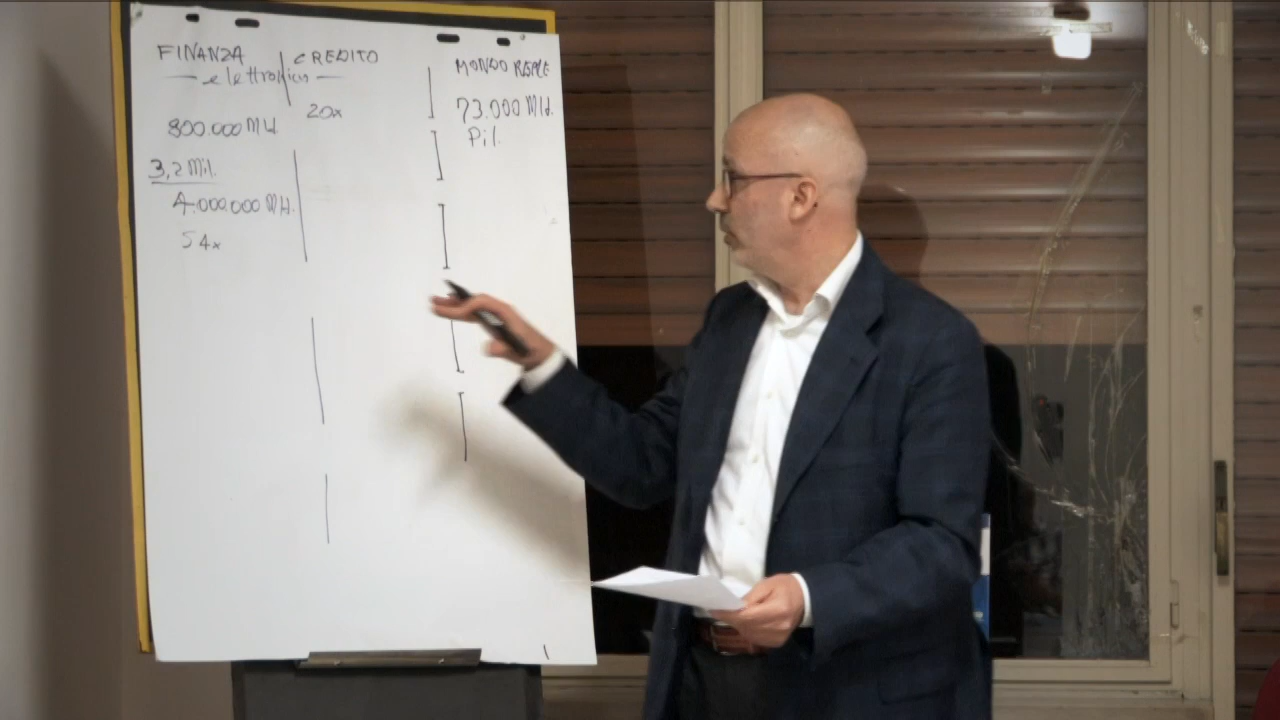 FINANZA
CREDITO
elettronica
20x
800.000 Mld
3,2 Mil.
4.000.000 Mld.
54x
MONDO REALE
73.000 Mld.
Pil.